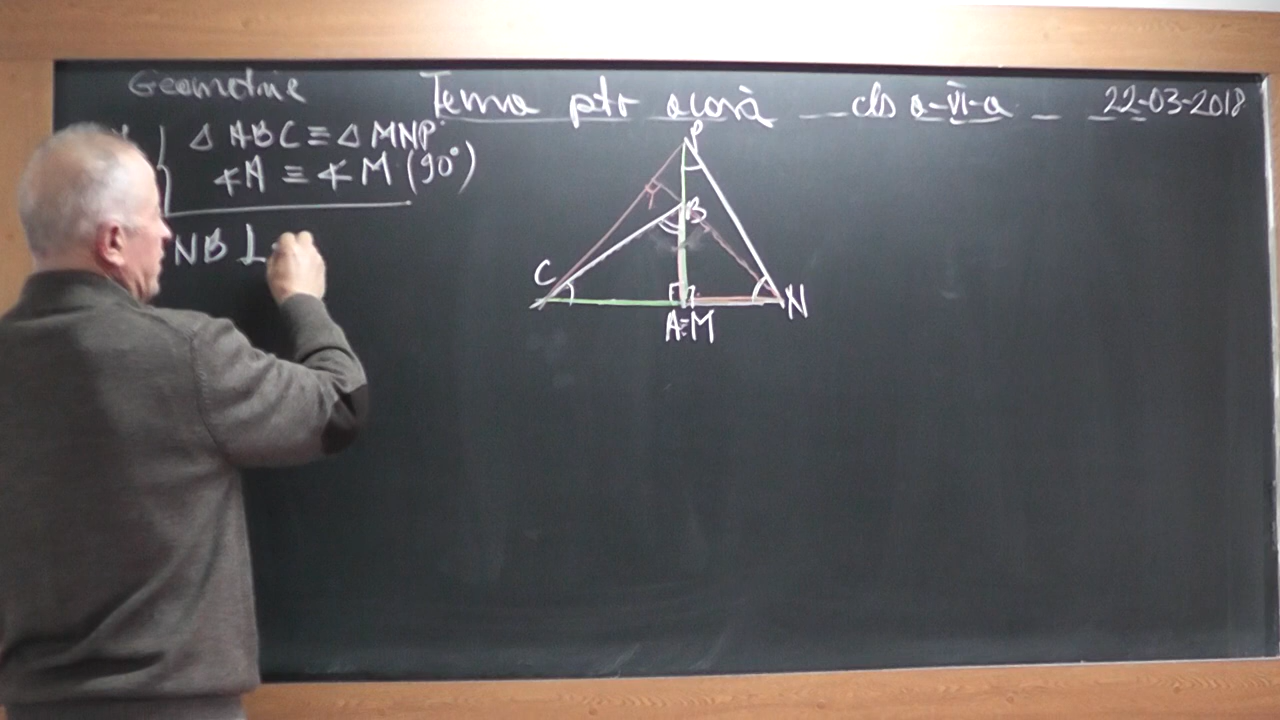 Geometrie Tema ptr acasă cls a-VI-a 22-03-2018
△ABC ≡ △MNP
∢A ≡ ∢M (90°)
NB ⊥
P
B
C
N
A≡M